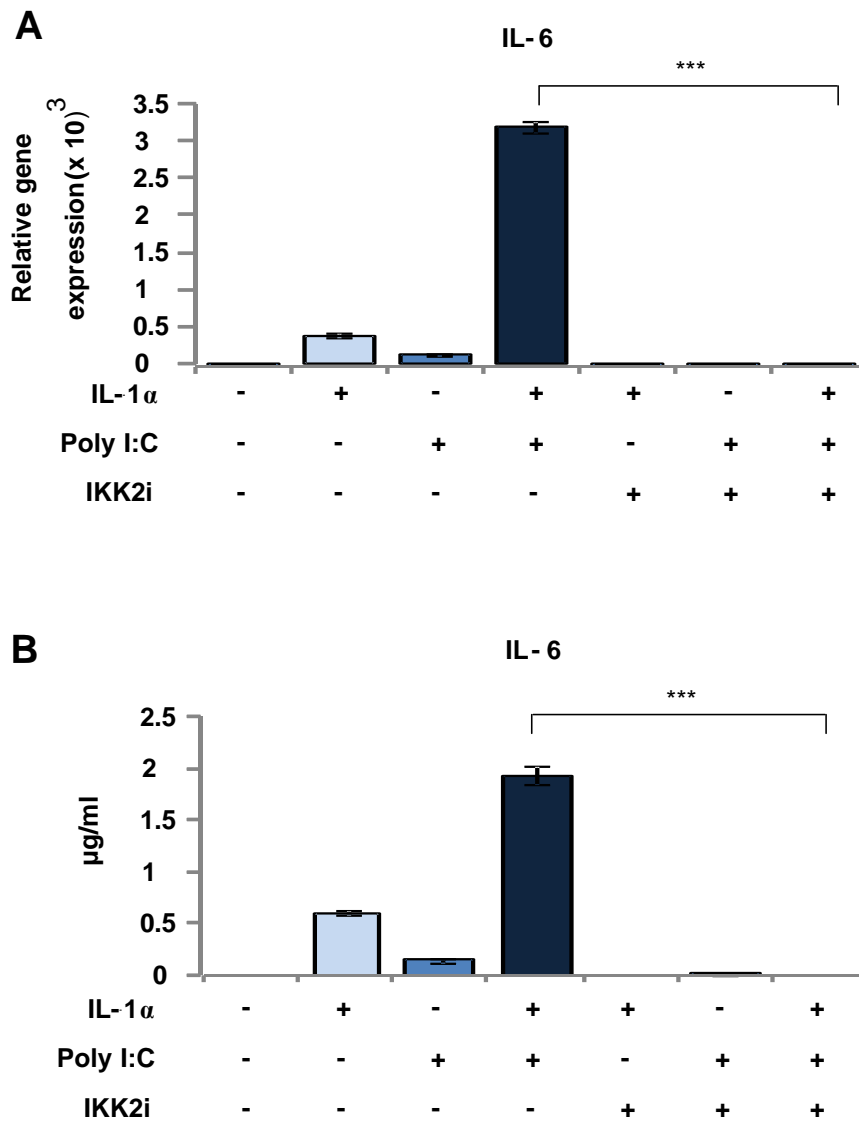 A
IL- 6
***
Relative gene
expression(x 10)3
3.5
3
2.5
2
1.5
1
0.5
0
IL-1α - + - + + - +
Poly I:C - - + + - + +
IKK2i - - - - + + +
B
IL- 6
***
µg/ml
2.5
2
1.5
1
0.5
0
IL-1α - + - + + - +
Poly I:C - - + + - + +
IKK2i - - - - + + +